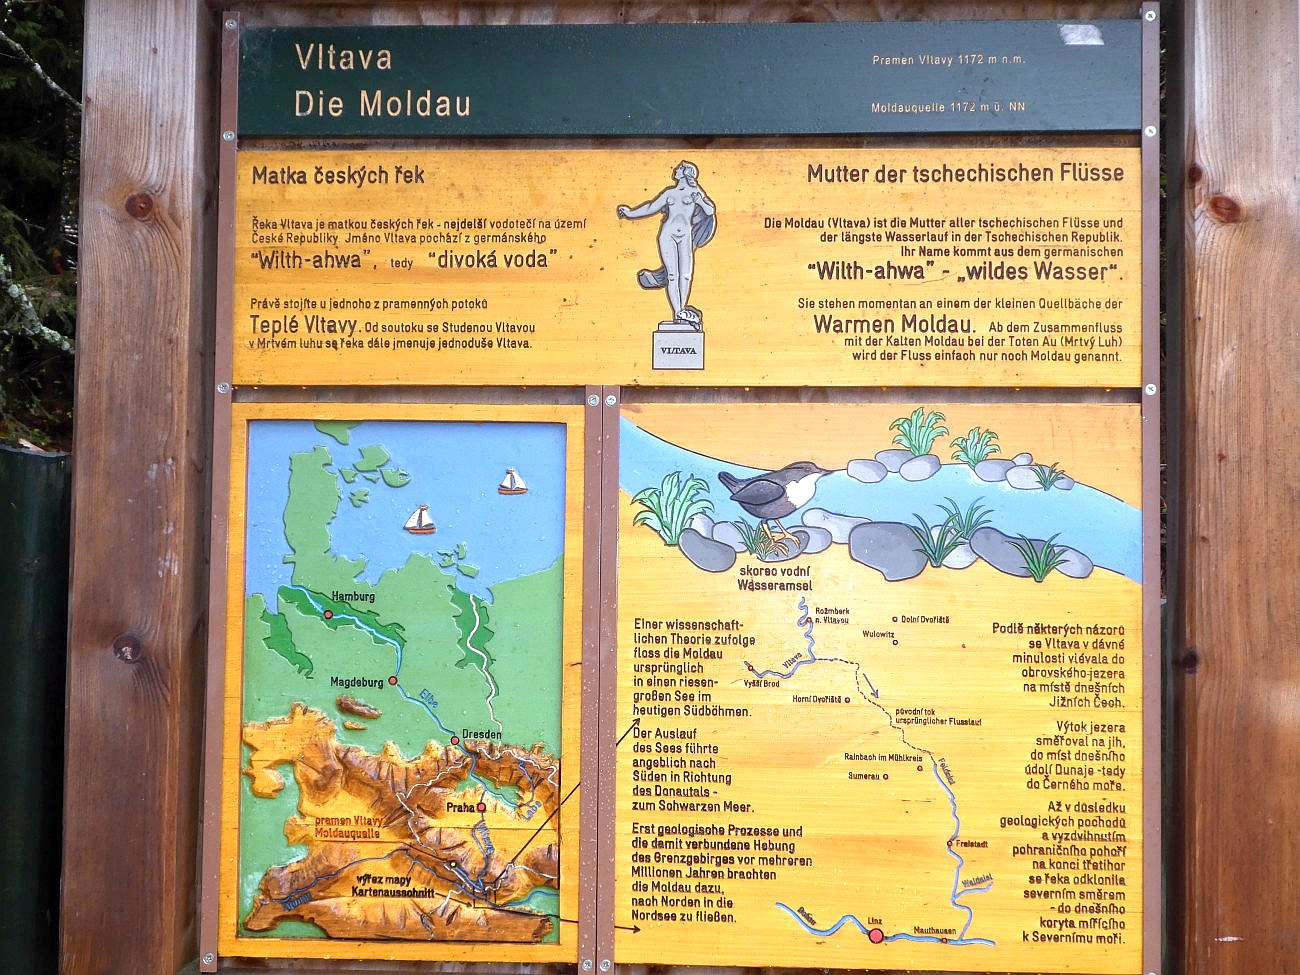 Vltava
Die Moldau
Pramen Vltavy 1172 m n.m.
Moldauquelle 1172 m ü. NN
Matka českých řek
Řeka Vltava je matkou českých řek - nejdelší vodotečí na území
České Republiky. Jméno Vltava pochází z germánského
"Wilth-ahwa", tedy "divoká voda"
Právě stojíte u jednoho z pramenných potoků
Teplé Vltavy. Od soutoku se Studenou Vltavou
v Mrtvém luhu se řeka dále jmenuje jednoduše Vltava.
VLTAVA
Mutter der tschechischen Flüsse
Die Moldau (Vltava) ist die Mutter aller tschechischen Flüsse und
der längste Wasserlauf in der Tschechischen Republik.
Ihr Name kommt aus dem germanischen
"Wilth-ahwa" - „wildes Wasser".
Sie stehen momentan an einem der kleinen Quellbäche der
Warmen Moldau. Ab dem Zusammenfluss
mit der Kalten Moldau bei der Toten Au (Mrtvý Luh)
wird der Fluss einfach nur noch Moldau genannt.
Hamburg
Magdeburg
Elbe
Dresden
Praha
Labe
Vltava
pramen Vltavy
Moldauquelle
výřez mapy
Kartenausschnitt
skorec vodní
Wasseramsel
Einer wissenschaft-
lichen Theorie zufolge
floss die Moldau
ursprünglich
in einen riesen-
großen See im
heutigen Südböhmen.
Der Auslauf
des Sees führte
angeblich nach
Süden in Richtung
des Donautals -
zum Schwarzen Meer.
Erst geologische Prozesse und
die damit verbundene Hebung
des Grenzgebirges vor mehreren
Millionen Jahren brachten
die Moldau dazu,
nach Norden in die
Nordsee zu fließen.
Rožmberk
n. Vltavou
Dolní Dvořiště
Wulowitz
Vltava
Vyšší Brod
Horní Dvořiště
původní tok
ursprünglicher Flusslauf
Rainbach im Mühlkreis
Sumerau
Feldaist
Freistadt
Waldaist
Donau
Linz
Mauthausen
Podle některých názorů
se Vltava v dávné
minulosti vlévala do
obrovského jezera
na místě dnešních
Jižních Čech.
Výtok jezera
směřoval na jih,
do míst dnešního
údolí Dunaje - tedy
do Černého moře.
Až v důsledku
geologických pochodů
a vyzdvihnutím
pohraničního pohoří
na konci třetihor
se řeka odklonila
severním směrem
- do dnešního
koryta mířícího
k Severnímu moři.